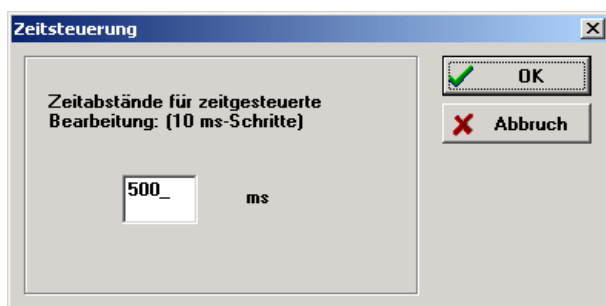 Zeitsteuerung
OK
Zeitabstände für zeitgesteuerte
Bearbeitung: (10 ms-Schritte)
Abbruch
500_ ms